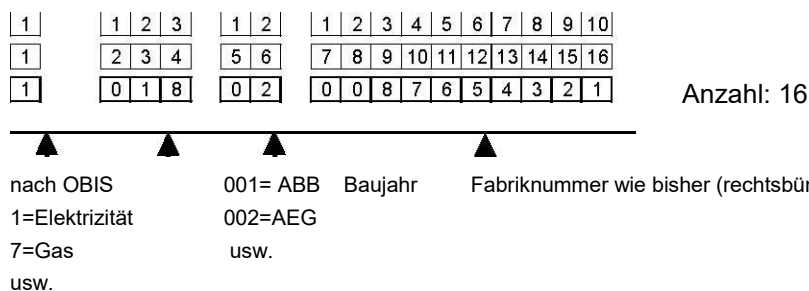 1 1 2 3 1 2 1 2 3 4 5 6 7 8 9 10
1 2 3 4 5 6 7 8 9 10 11 12 13 14 15 16
1 0 1 8 0 2 0 0 8 7 6 5 4 3 2 1 Anzahl: 16
nach OBIS 001= ABB Baujahr Fabriknummer wie bisher (rechtsbün
1=Elektrizität 002=AEG
7=Gas usw.
usw.